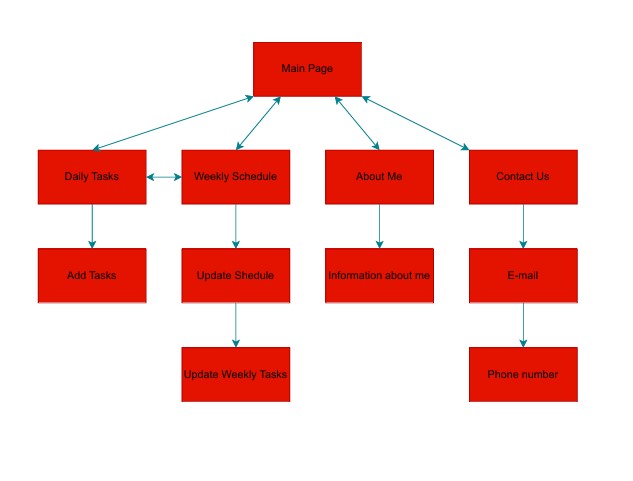 Main Page
Daily Tasks
Weekly Schedule
About Me
Contact Us
Add Tasks
Update Shedule
Information about me
E-mail
Update Weekly Tasks
Phone number